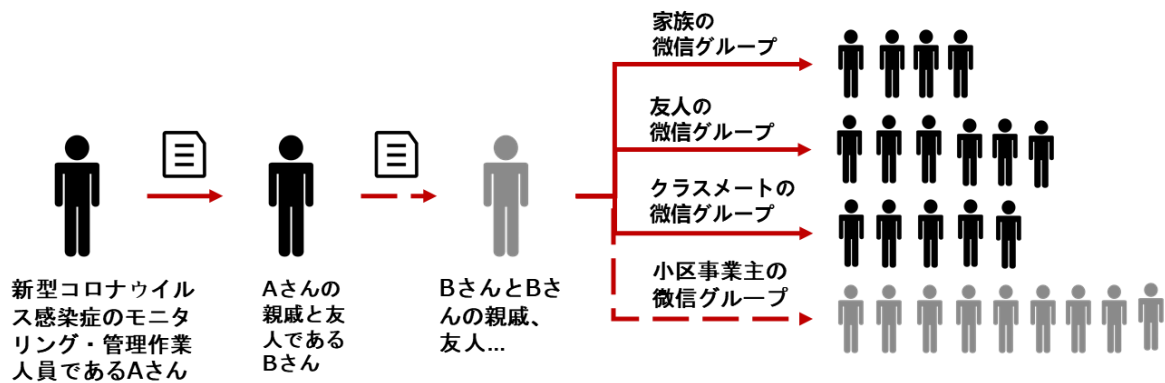 家族の
微信グループ
友人の
微信グループ
クラスメートの
微信グループ
小区事業主の
微信グループ
新型コロナゥイル
ス感染症のモニタ
リング・管理作業
人員であるAさん
Aさんの
親戚と友
人である
Bさん
BさんとBさ
んの親戚、
友人...